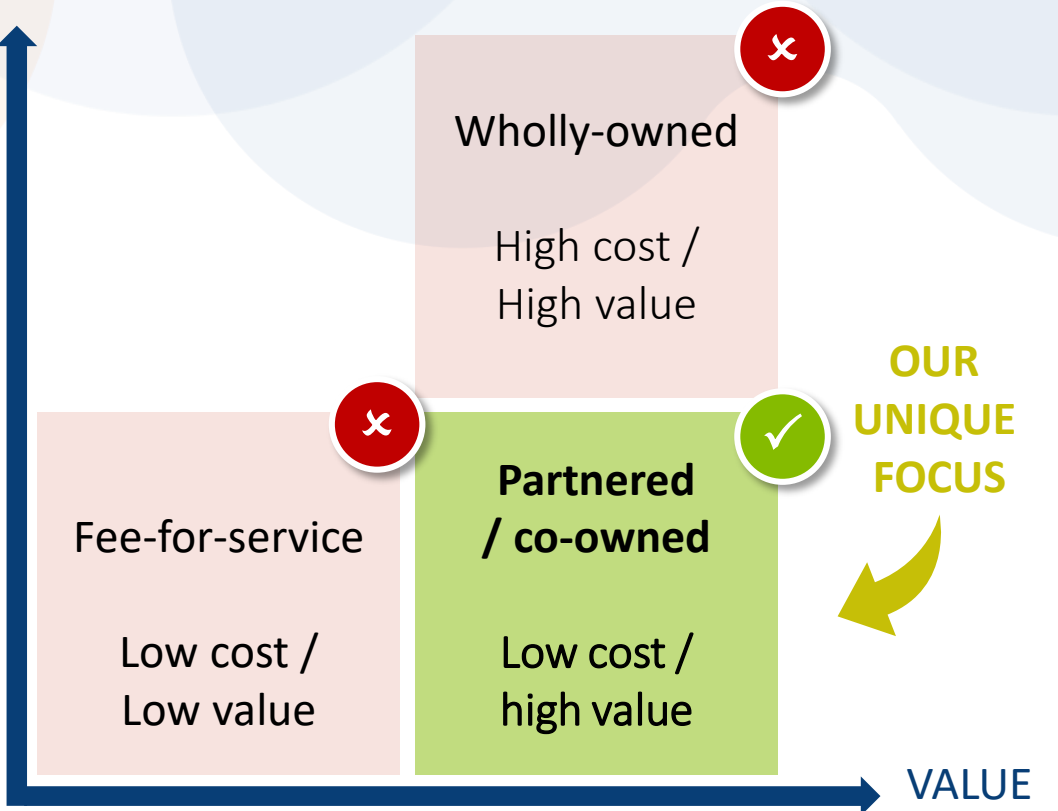 Wholly-owned
High cost /
High value
OUR
UNIQUE
FOCUS
Fee-for-service
Low cost /
Low value
Partnered
/ co-owned
Low cost /
high value
VALUE